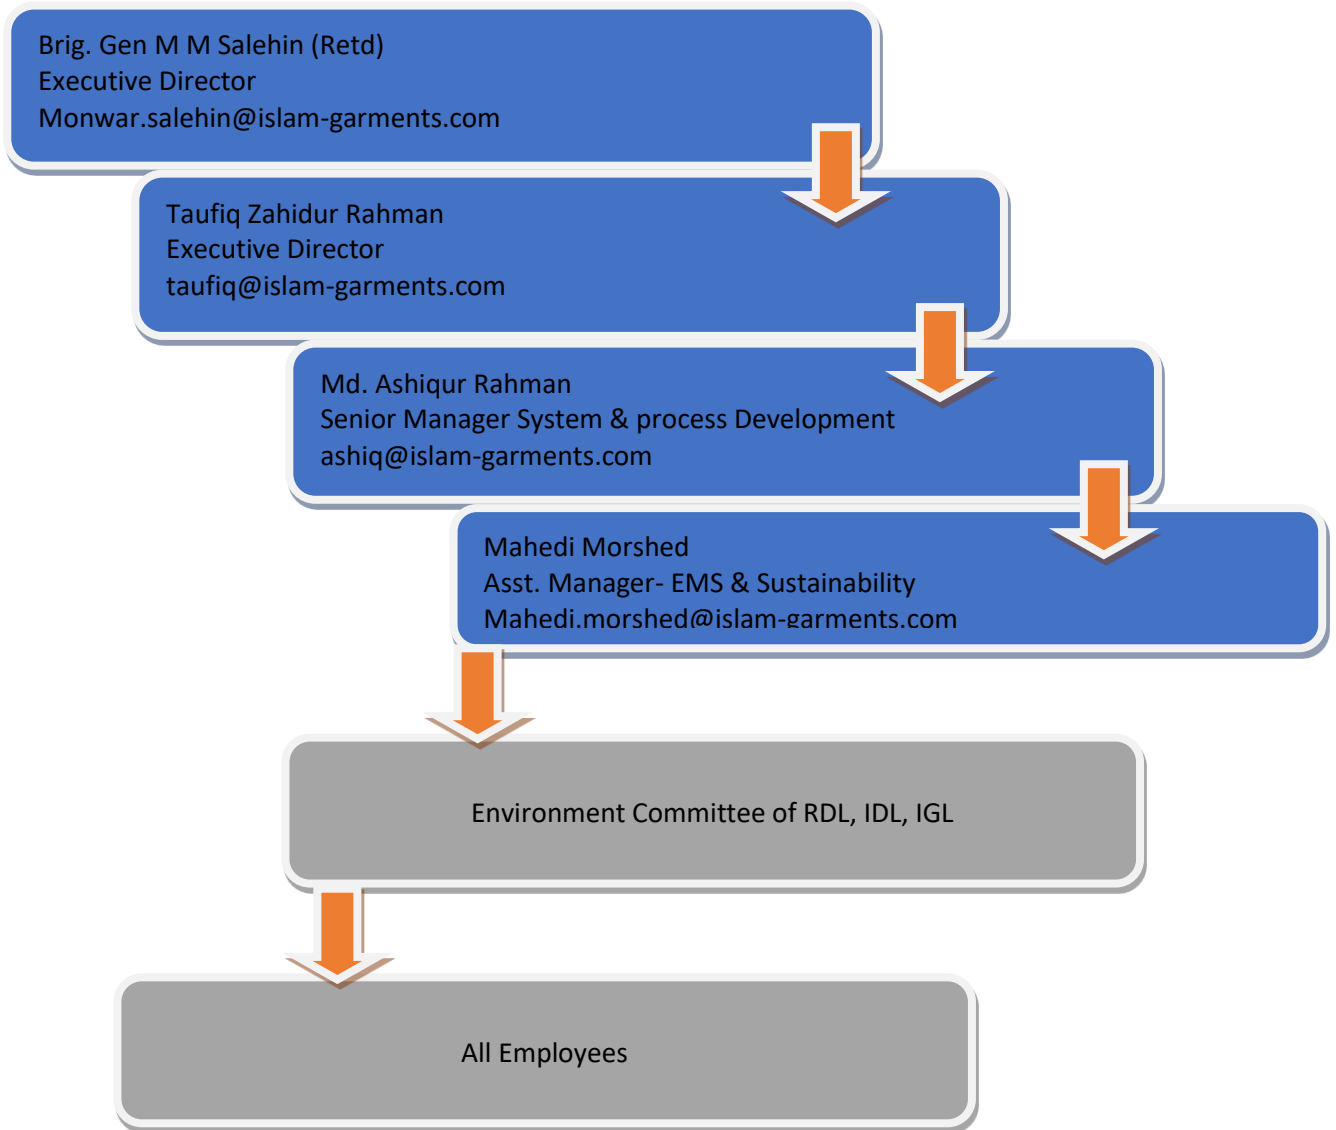 Brig. Gen M M Salehin (Retd)
Executive Director
Monwar.salehin@islam-garments.com
Taufiq Zahidur Rahman
Executive Director
taufiq@islam-garments.com
Md. Ashiqur Rahman
Senior Manager System & process Development
ashiq@islam-garments.com
Mahedi Morshed
Asst. Manager- EMS & Sustainability
Mahedi.morshed@islam-garments.com
Environment Committee of RDL, IDL, IGL
All Employees